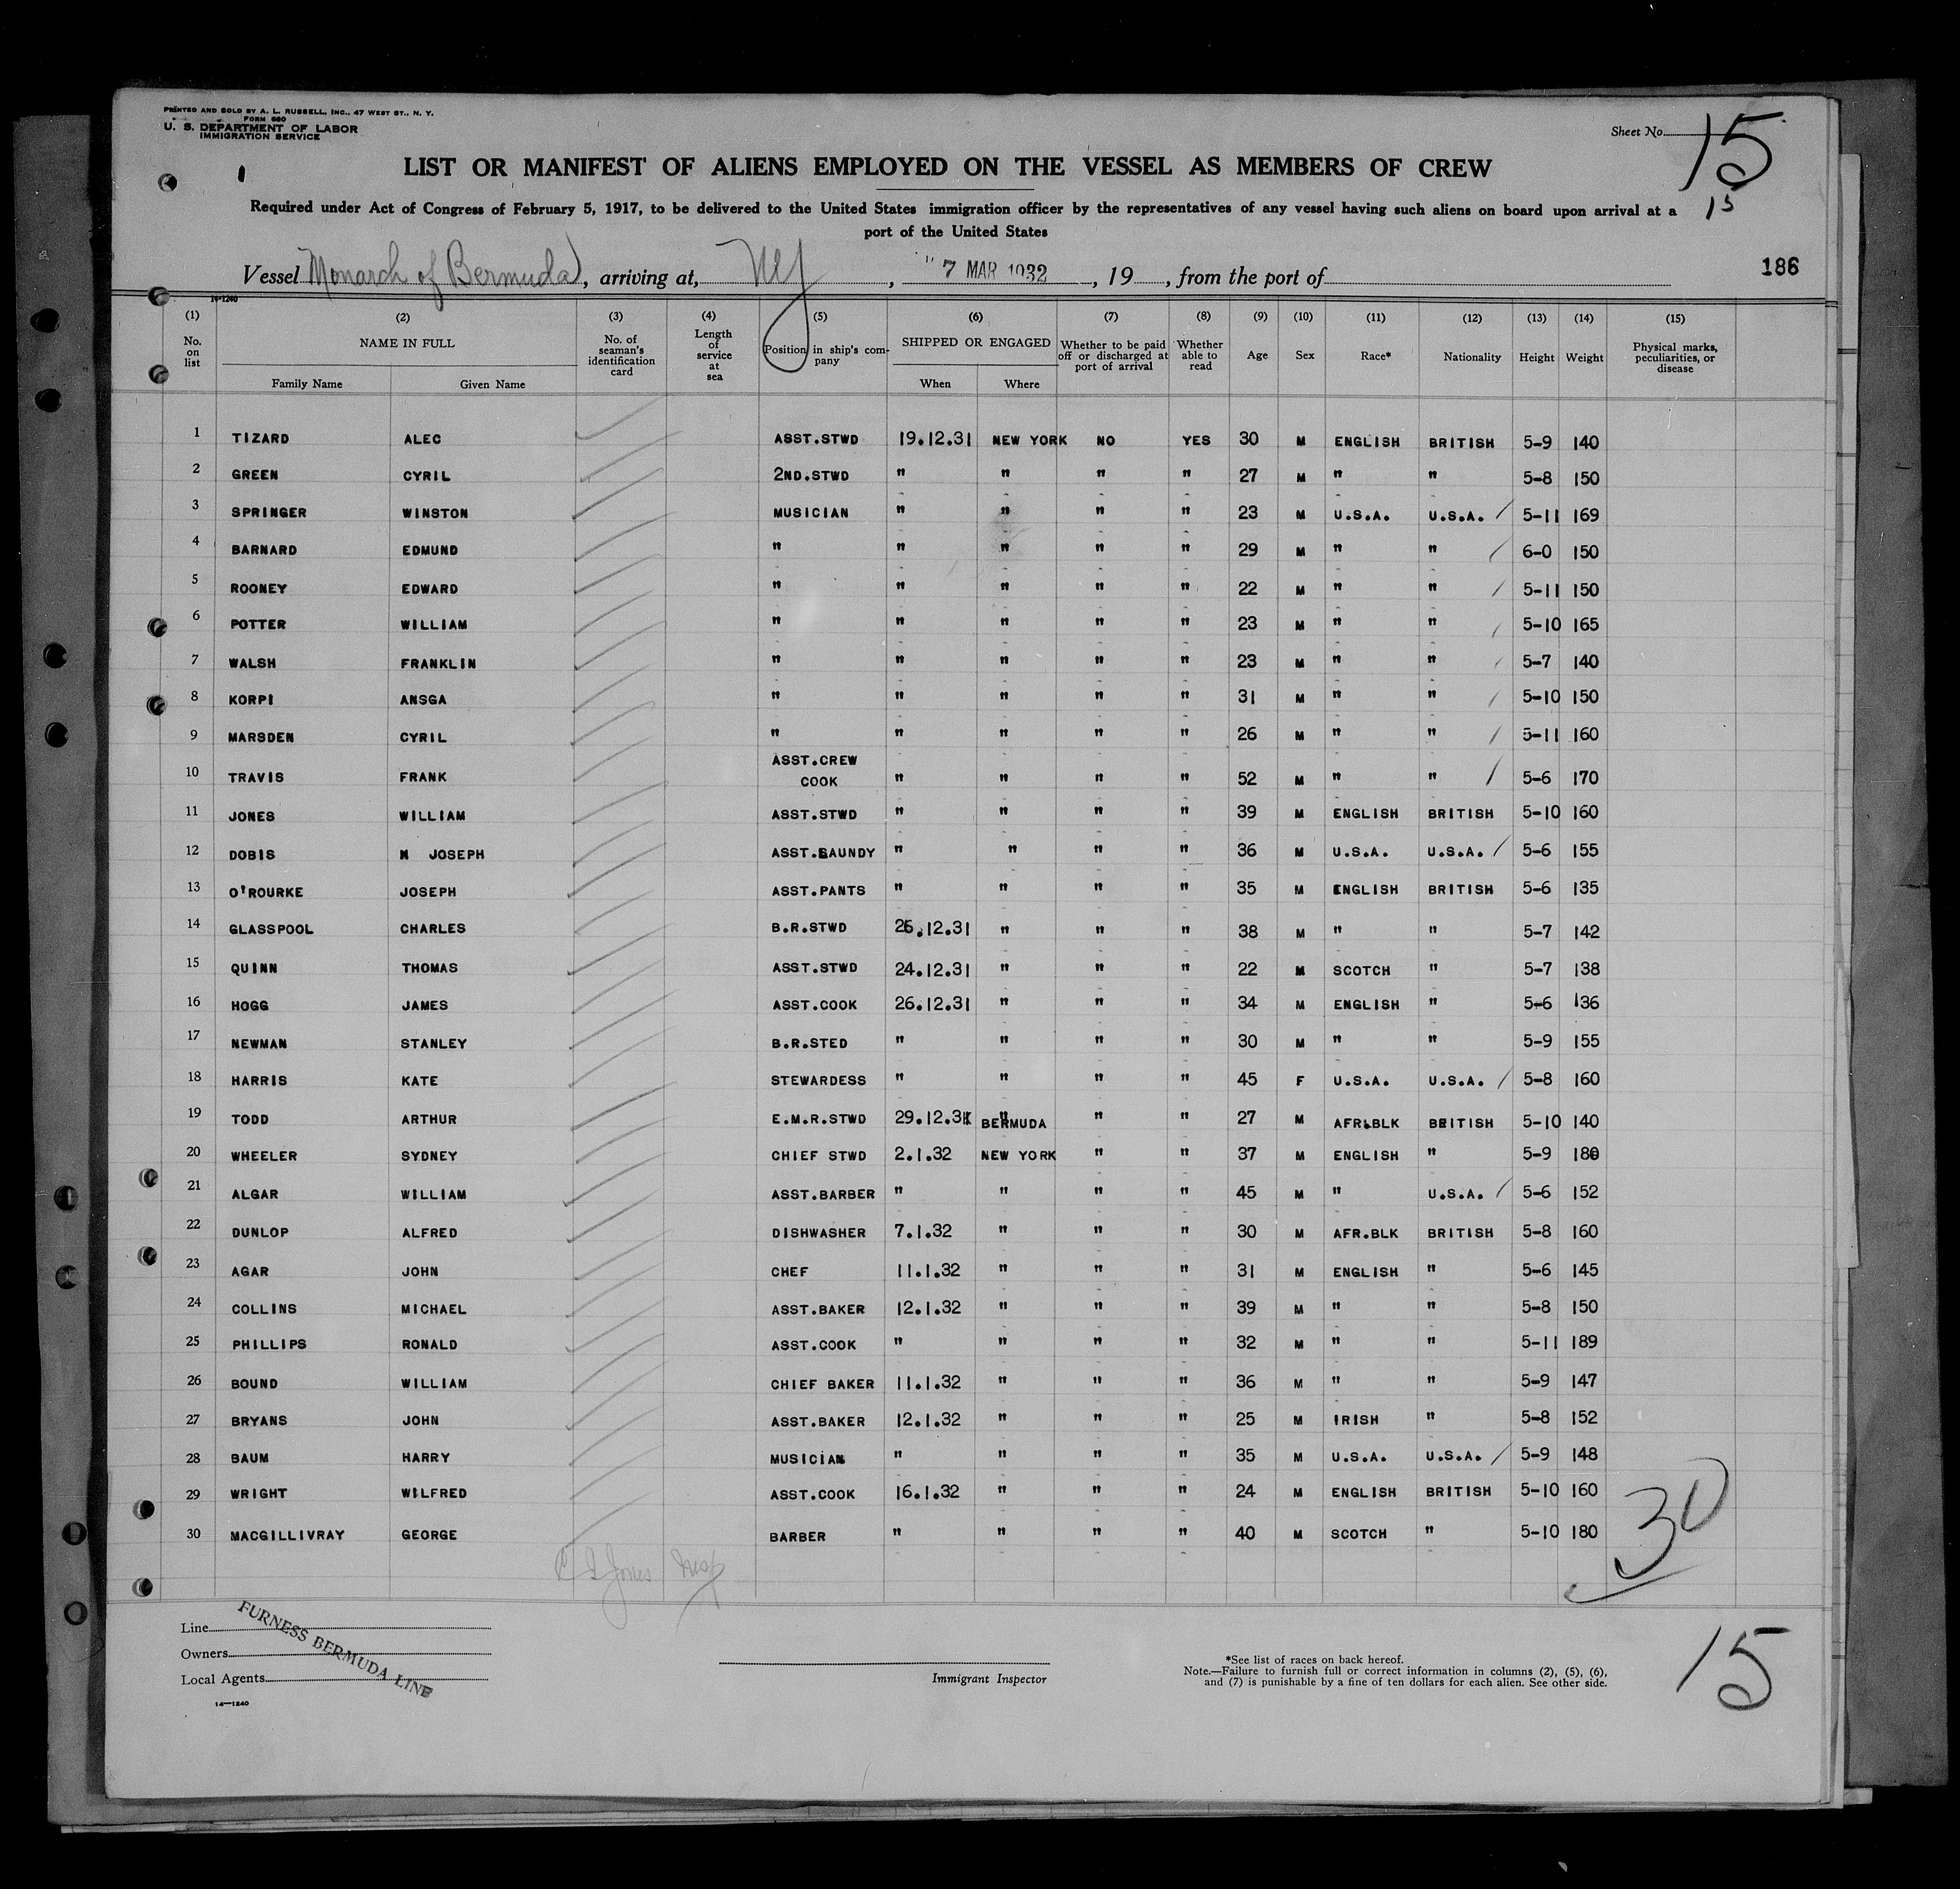 PRINTED AND SOLD BY A. L. RUSSELL, INC., 47 WEST ST., N. Y.
FORM 680
U. S. DEPARTMENT OF LABOR
IMMIGRATION SERVICE
Sheet No. 15
LIST OR MANIFEST OF ALIENS EMPLOYED ON THE VESSEL AS MEMBERS OF CREW
Required under Act of Congress of February 5, 1917, to be delivered to the United States immigration officer by the representatives of any vessel having such aliens on board upon arrival at a
15
port of the United States
Vessel Monarch of Bermuda, arriving at, NY, 7 MAR 1932, 19, from the port of
186
14-1240
(1) (2) (3) (4) (5) (6) (7) (8) (9) (10) (11) (12) (13) (14) (15)
No. on list NAME IN FULL No. of seaman's identification card Length of service at sea Position in ship's company SHIPPED OR ENGAGED Whether to be paid off or discharged at port of arrival Whether able to read Age Sex Race* Nationality Height Weight Physical marks, peculiarities, or disease
Family Name Given Name When Where
1 TIZARD ALEC ASST.STWD 19.12.31 NEW YORK NO YES 30 M ENGLISH BRITISH 5-9 140
2 GREEN CYRIL 2ND.STWD " " " " 27 M " " 5-8 150
3 SPRINGER WINSTON MUSICIAN " " " " 23 M U.S.A. U.S.A. 5-11 169
4 BARNARD EDMUND " " " " " 29 M " " 6-0 150
5 ROONEY EDWARD " " " " " 22 M " " 5-11 150
6 POTTER WILLIAM " " " " " 23 M " " 5-10 165
7 WALSH FRANKLIN " " " " " 23 M " " 5-7 140
8 KORPI ANSGA " " " " " 31 M " " 5-10 150
9 MARSDEN CYRIL " " " " " 26 M " " 5-11 160
10 TRAVIS FRANK ASST.CREW COOK " " " " 52 M " " 5-6 170
11 JONES WILLIAM ASST.STWD " " " " 39 M ENGLISH BRITISH 5-10 160
12 DOBIS JOSEPH ASST.BAUNDY " " " " 36 M U.S.A. U.S.A. 5-6 155
13 O'ROURKE JOSEPH ASST.PANTS " " " " 35 M ENGLISH BRITISH 5-6 135
14 GLASSPOOL CHARLES B.R.STWD 12.31 " " " 38 M " " 5-7 142
15 QUINN THOMAS ASST.STWD 24.12.31 " " " 22 M SCOTCH " 5-7 138
16 HOGG JAMES ASST.COOK 26.12.31 " " " 34 M ENGLISH " 5-6 136
17 NEWMAN STANLEY B.R.STED " " " " 30 M " " 5-9 155
18 HARRIS KATE STEWARDESS " " " " 45 F U.S.A. U.S.A. 5-8 160
19 TODD ARTHUR E.M.R.STWD 29.12.31 BERMUDA " " 27 M AFR.BLK BRITISH 5-10 140
20 WHEELER SYDNEY CHIEF STWD 2.1.32 NEW YORK " " 37 M ENGLISH " 5-9 180
21 ALGAR WILLIAM ASST.BARBER " " " " 45 M " U.S.A. 5-6 152
22 DUNLOP ALFRED DISHWASHER 7.1.32 " " " 30 M AFR.BLK BRITISH 5-8 160
23 AGAR JOHN CHEF 11.1.32 " " " 31 M ENGLISH " 5-6 145
24 COLLINS MICHAEL ASST.BAKER 12.1.32 " " " 39 M " " 5-8 150
25 PHILLIPS RONALD ASST.COOK " " " " 32 M " " 5-11 189
26 BOUND WILLIAM CHIEF BAKER 11.1.32 " " " 36 M " " 5-9 147
27 BRYANS JOHN ASST.BAKER 12.1.32 " " " 25 M IRISH " 5-8 152
28 BAUM HARRY MUSICIAN " " " " 35 M U.S.A. U.S.A. 5-9 148
29 WRIGHT WILFRED ASST.COOK 16.1.32 " " " 24 M ENGLISH BRITISH 5-10 160
30 MACGILLIVRAY GEORGE BARBER " " " " 40 M SCOTCH " 5-10 180
30
Jones Insp
Line
Owners
Local Agents
FURNESS BERMUDA LINE
14-1240
Immigrant Inspector
*See list of races on back hereof.
Note.—Failure to furnish full or correct information in columns (2), (5), (6),
and (7) is punishable by a fine of ten dollars for each alien. See other side.
15